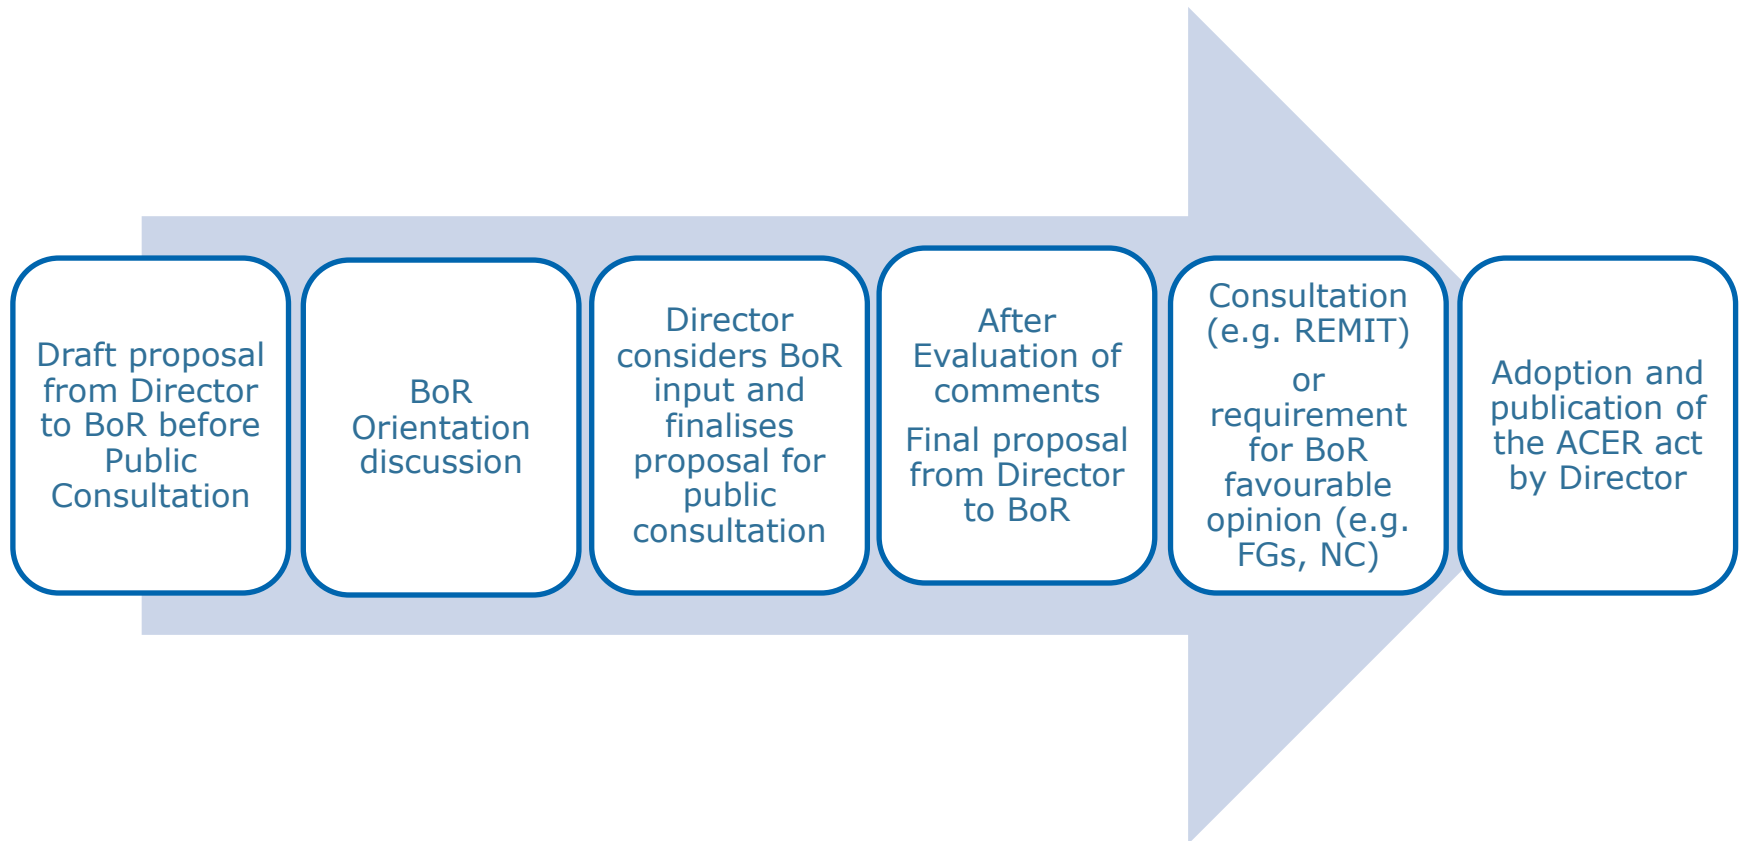 Draft proposal
from Director
to BoR before
Public
Consultation
BoR
Orientation
discussion
Director
considers BoR
input and
finalises
proposal for
public
consultation
After
Evaluation of
comments
Final proposal
from Director
to BoR
Consultation
(e.g. REMIT)
or
requirement
for BoR
favourable
opinion (e.g.
FGs, NC)
Adoption and
publication of
the ACER act
by Director